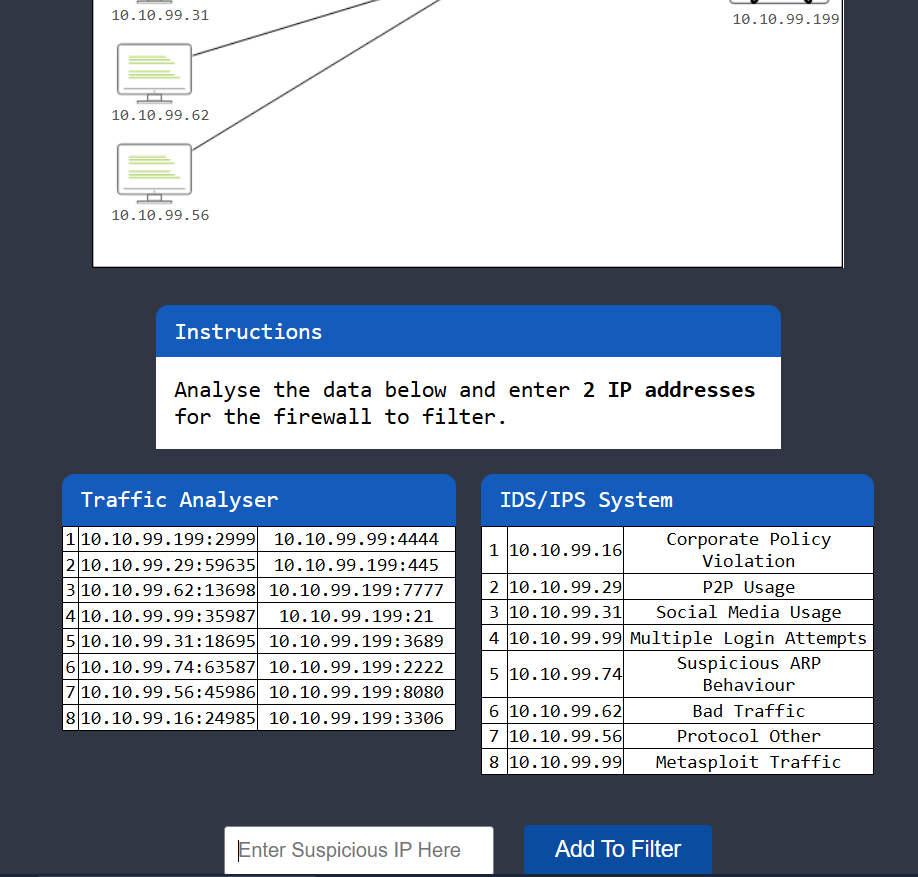 10.10.99.31
10.10.99.199
10.10.99.62
10.10.99.56
Instructions
Analyse the data below and enter 2 IP addresses
for the firewall to filter.
Traffic Analyser
1 10.10.99.199:2999 10.10.99.99:4444
2 10.10.99.29:59635 10.10.99.199:445
3 10.10.99.62:13698 10.10.99.199:7777
4 10.10.99.99:35987 10.10.99.199:21
5 10.10.99.31:18695 10.10.99.199:3689
6 10.10.99.74:63587 10.10.99.199:2222
7 10.10.99.56:45986 10.10.99.199:8080
8 10.10.99.16:24985 10.10.99.199:3306
IDS/IPS System
1 10.10.99.16 Corporate Policy
Violation
2 10.10.99.29 P2P Usage
3 10.10.99.31 Social Media Usage
4 10.10.99.99 Multiple Login Attempts
5 10.10.99.74 Suspicious ARP
Behaviour
6 10.10.99.62 Bad Traffic
7 10.10.99.56 Protocol Other
8 10.10.99.99 Metasploit Traffic
Enter Suspicious IP Here
Add To Filter